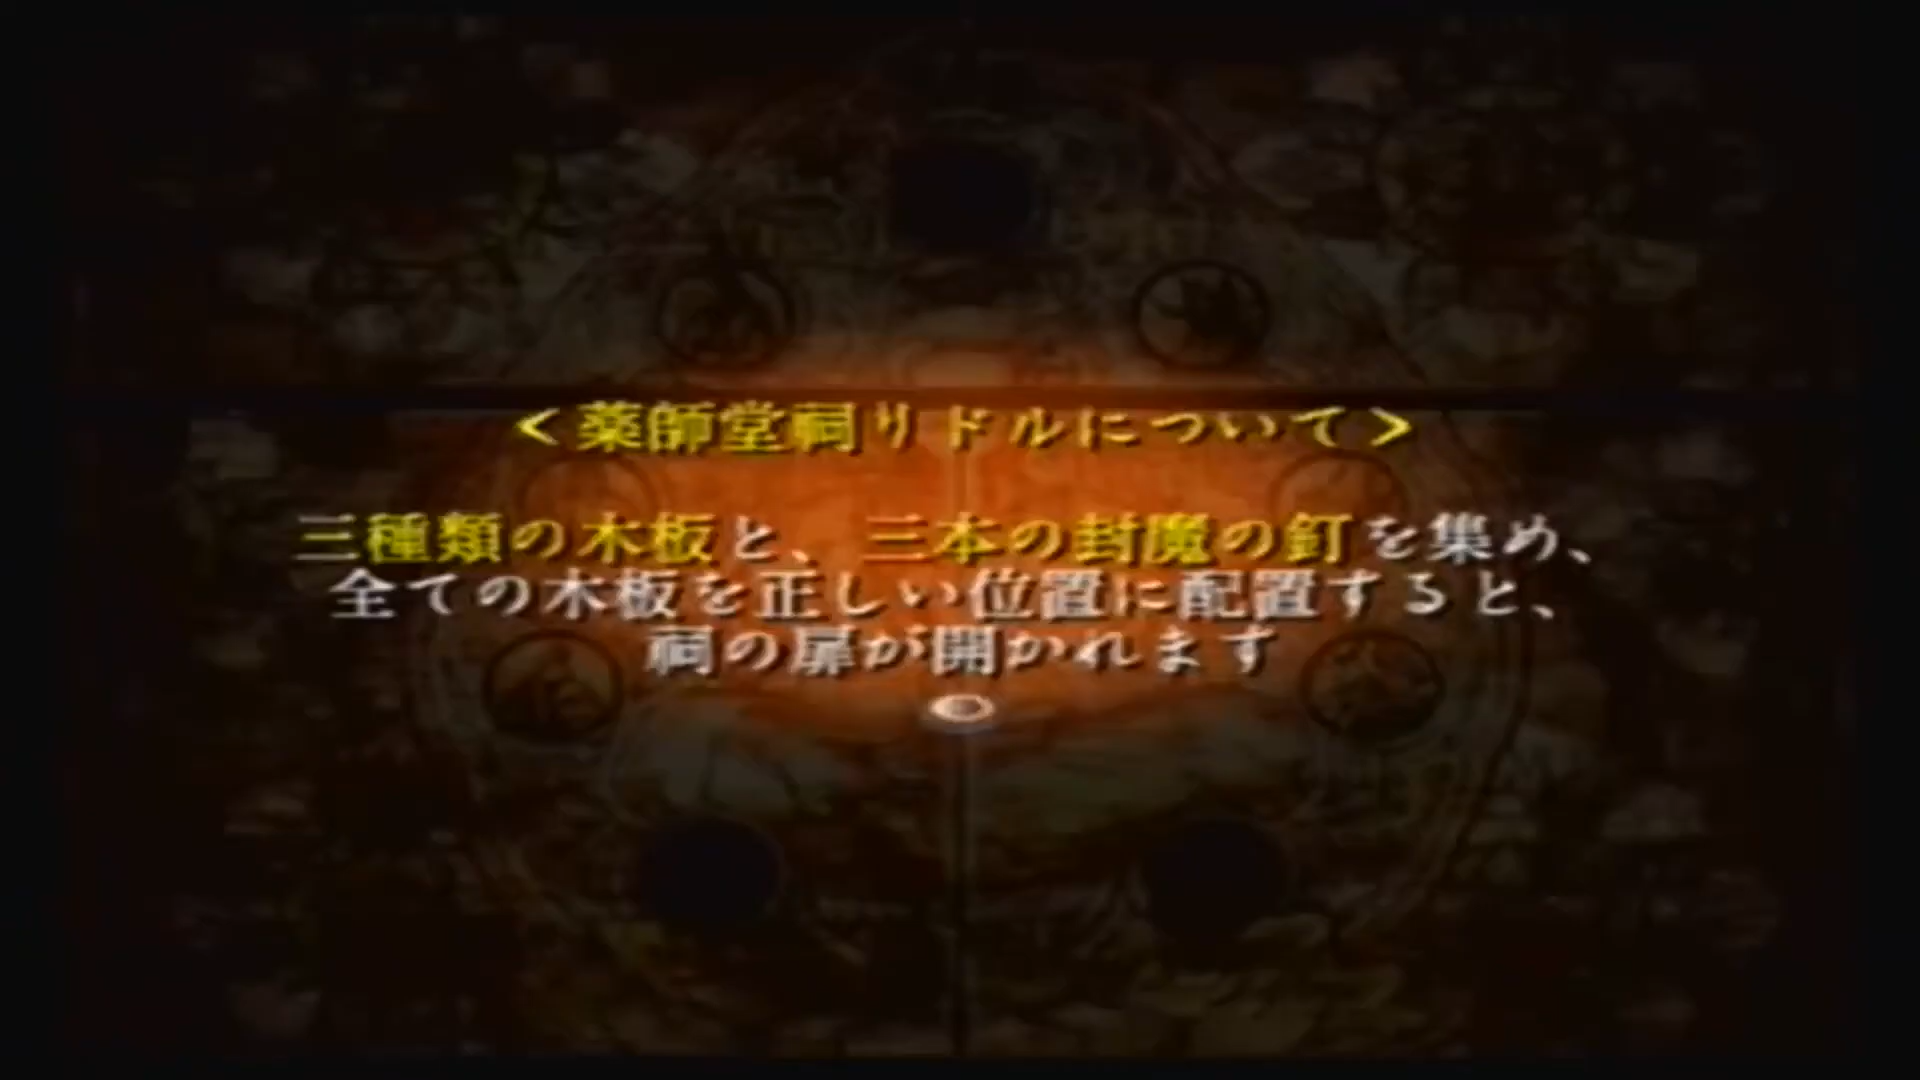 ＜薬師堂祠リドルについて＞
三種類の木板と、三本の封魔の釘を集め、
全ての木板を正しい位置に配置すると、
祠の扉が開かれます